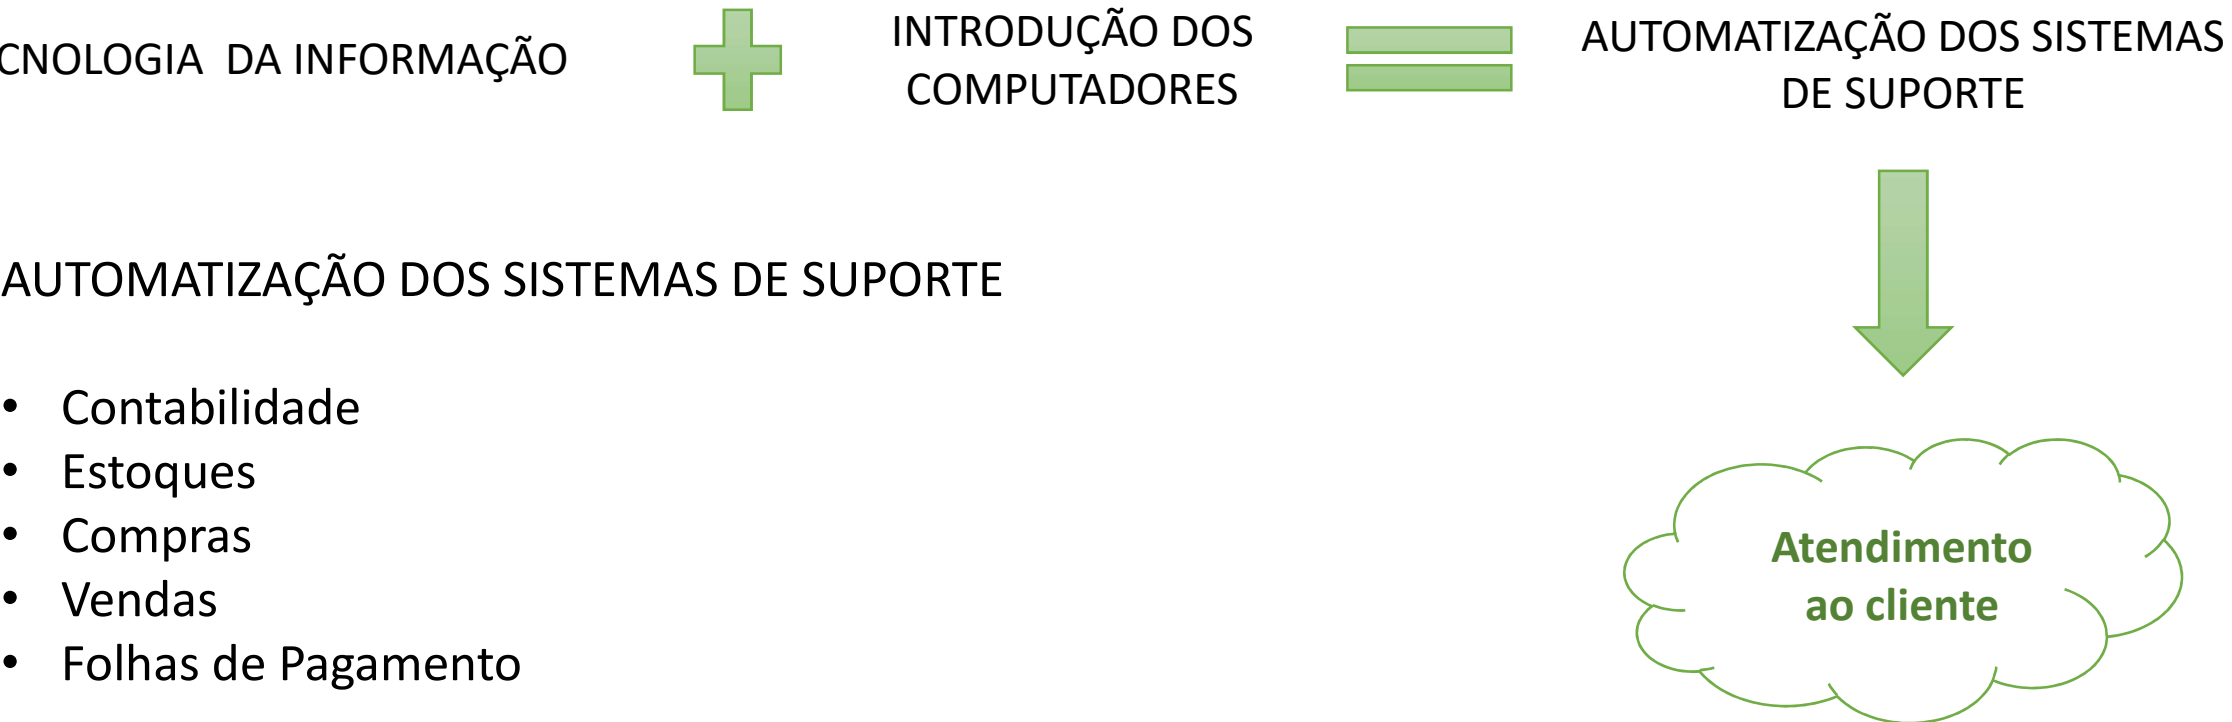 CNOLOGIA DA INFORMAÇÃO
INTRODUÇÃO DOS
COMPUTADORES
AUTOMATIZAÇÃO DOS SISTEMAS
DE SUPORTE
AUTOMATIZAÇÃO DOS SISTEMAS DE SUPORTE
• Contabilidade
• Estoques
• Compras
• Vendas
• Folhas de Pagamento
Atendimento
ao cliente